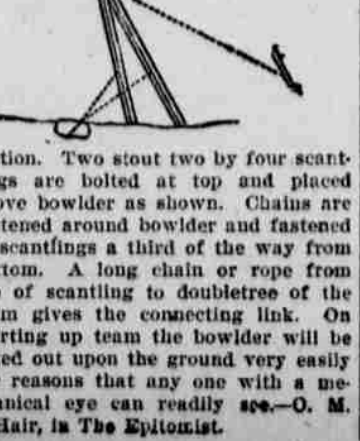 tion. Two stout two by four scant-
gs are bolted at top and placed
ove bowlder as shown. Chains are
tened around bowlder and fastened
scantlings a third of the way from
ttom. A long chain or rope from
of scantling to doubletree of the
m gives the connecting link. On
rting up team the bowlder will be
ed out upon the ground very easily
reasons that any one with a me-
anical eye can readily see.—O. M.
Hair, in The Epitomist.